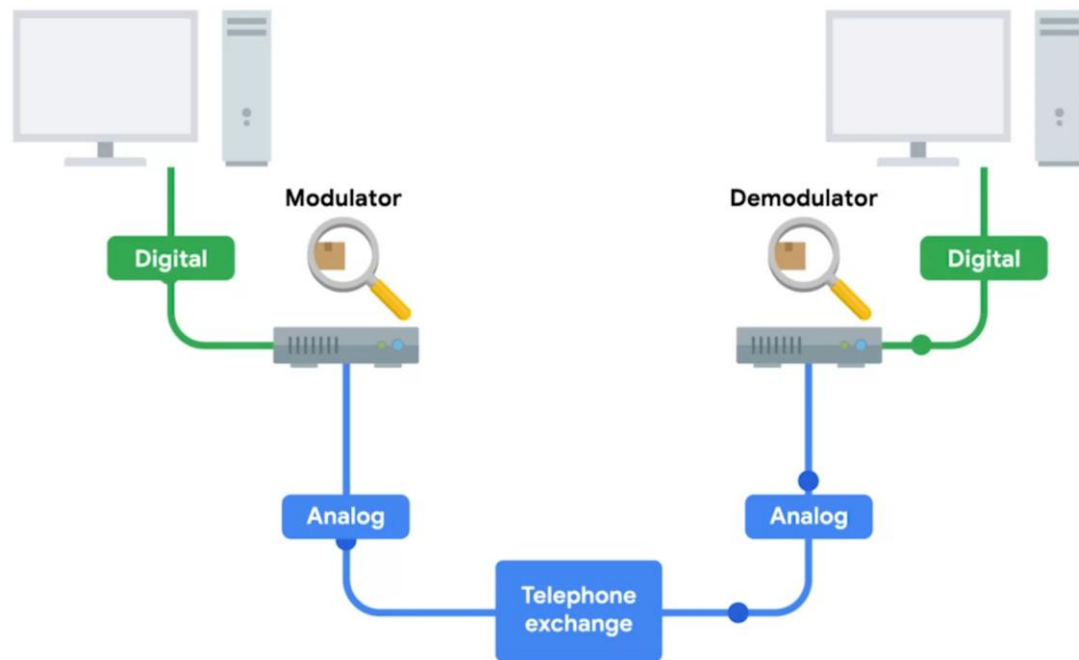 Modulator
Demodulator
Digital
Digital
Analog
Analog
Telephone
exchange